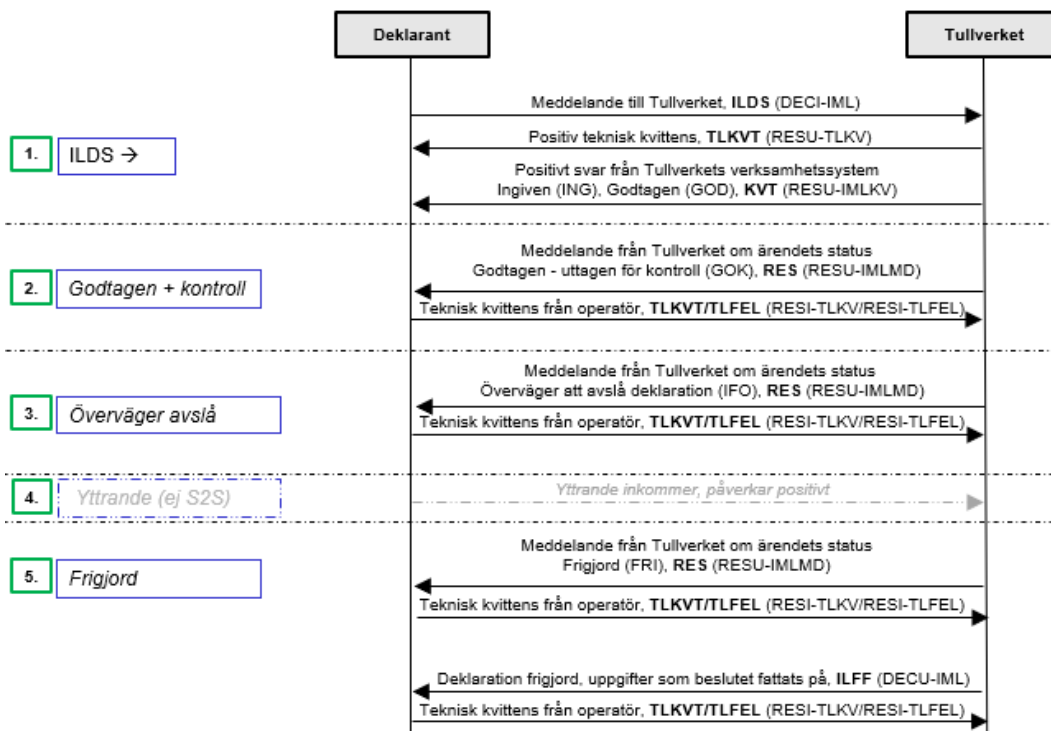 Deklarant
Tullverket
Meddelande till Tullverket, ILDS (DECI-IML)
Positiv teknisk kvittens, TLKVT (RESU-TLKV)
1.
ILDS →
Positivt svar från Tullverkets verksamhetssystem
Ingiven (ING), Godtagen (GOD), KVT (RESU-IMLKV)
Meddelande från Tullverket om ärendets status
Godtagen - uttagen för kontroll (GOK), RES (RESU-IMLMD)
2.
Godtagen + kontroll
Teknisk kvittens från operatör, TLKVT/TLFEL (RESI-TLKV/RESI-TLFEL)
Meddelande från Tullverket om ärendets status
Överväger att avslå deklaration (IFO), RES (RESU-IMLMD)
3.
Överväger avslå
Teknisk kvittens från operatör, TLKVT/TLFEL (RESI-TLKV/RESI-TLFEL)
4.
Yttrande (ej S2S)
Yttrande inkommer, påverkar positivt
Meddelande från Tullverket om ärendets status
Frigjord (FRI), RES (RESU-IMLMD)
5.
Frigjord
Teknisk kvittens från operatör, TLKVT/TLFEL (RESI-TLKV/RESI-TLFEL)
Deklaration frigjord, uppgifter som beslutet fattats på, ILFF (DECU-IML)
Teknisk kvittens från operatör, TLKVT/TLFEL (RESI-TLKV/RESI-TLFEL)